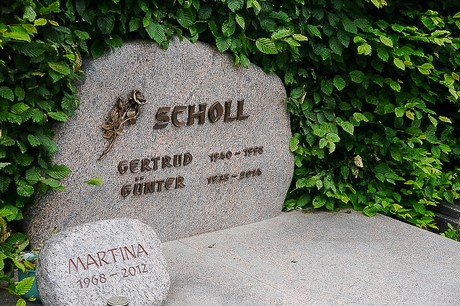 SCHOLL
GERTRUD
GÜNTER
MARTINA
1968 - 2012